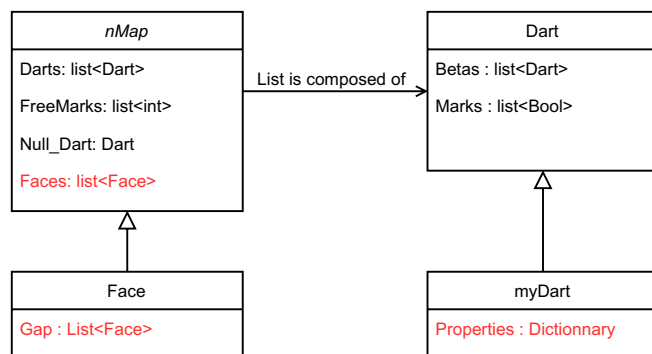 nMap
Darts: list<Dart>
FreeMarks: list<int>
Null_Dart: Dart
Faces: list<Face>
List is composed of
Dart
Betas : list<Dart>
Marks : list<Bool>
Face
Gap : List<Face>
myDart
Properties : Dictionnary